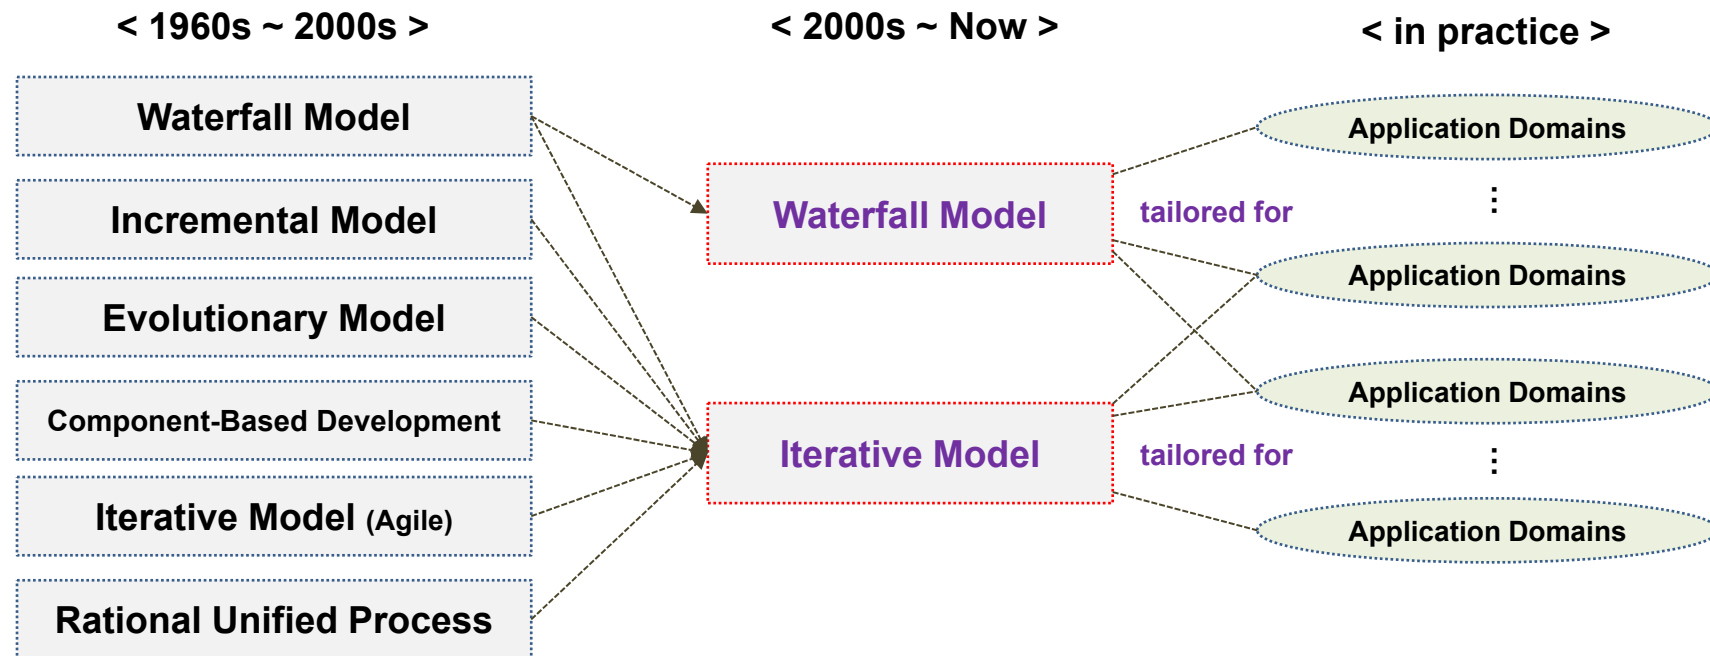 < 1960s ~ 2000s >
< 2000s ~ Now >
< in practice >
Waterfall Model
Incremental Model
Evolutionary Model
Component-Based Development
Iterative Model (Agile)
Rational Unified Process
Waterfall Model
Iterative Model
tailored for
tailored for
Application Domains
⋮
Application Domains
Application Domains
⋮
Application Domains